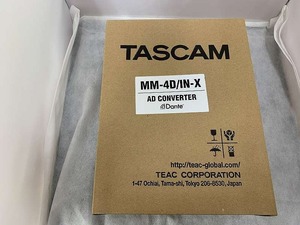 TASCAM
MM-4D/IN-X
AD CONVERTER
Dante
http://teac-global.com/
TEAC CORPORATION
1-47 Ochiai, Tama-shi, Tokyo 206-8530, Japan